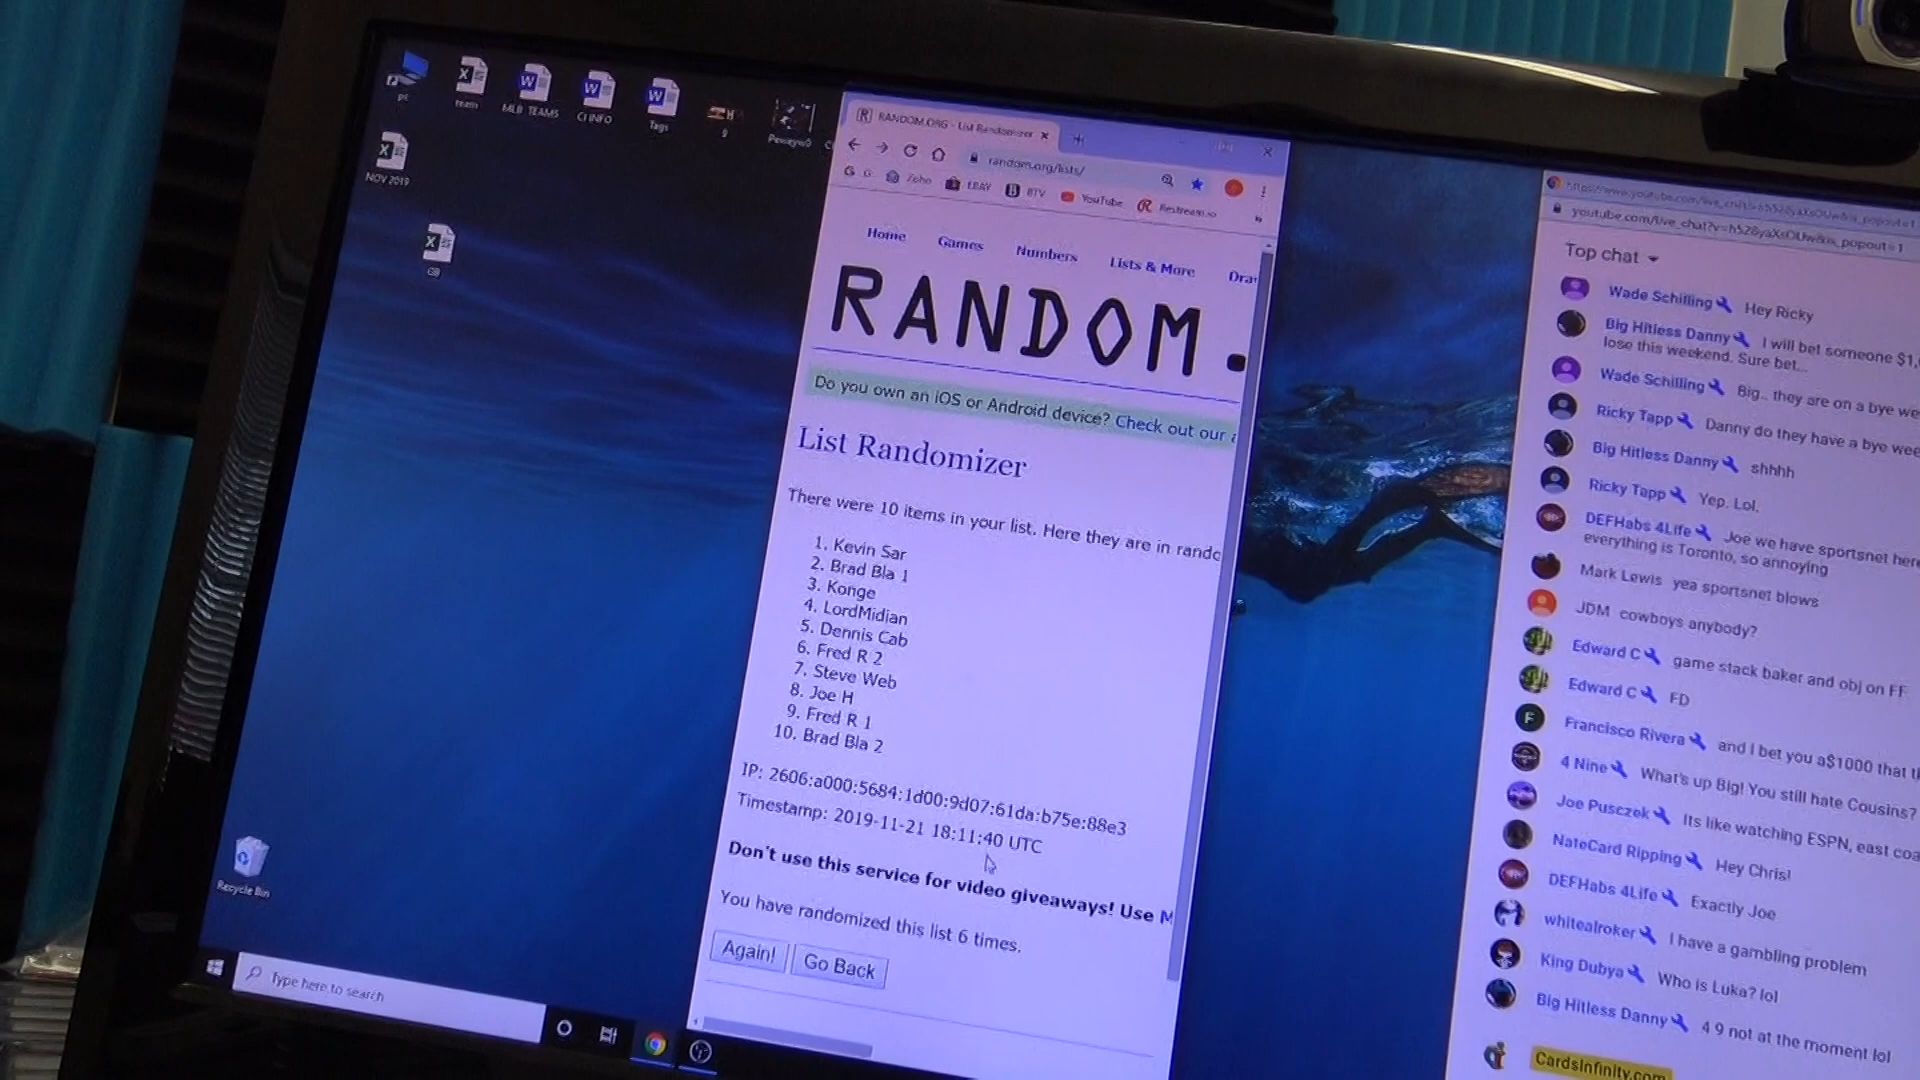 pc
team
MLB TEAMS
CI INFO
Tags
9
NOV 2019
GB
Recycle Bin
Type here to search
RANDOM.ORG - List Randomizer
random.org/lists/
G
Zoho
EBAY
BTV
YouTube
Restream.io
Home Games Numbers Lists & More
RANDOM.
Do you own an iOS or Android device? Check out our a
List Randomizer
There were 10 items in your list. Here they are in rando
1. Kevin Sar
2. Brad Bla 1
3. Konge
4. LordMidian
5. Dennis Cab
6. Fred R 2
7. Steve Web
8. Joe H
9. Fred R 1
10. Brad Bla 2
IP: 2606:a000:5684:1d00:9d07:61da:b75e:88e3
Timestamp: 2019-11-21 18:11:40 UTC
Don't use this service for video giveaways! Use M
You have randomized this list 6 times.
Again! Go Back
Top chat
Wade Schilling Hey Ricky
Big Hitless Danny I will bet someone $1,
lose this weekend. Sure bet...
Wade Schilling Big.. they are on a bye we
Ricky Tapp Danny do they have a bye wee
Big Hitless Danny shhhh
Ricky Tapp Yep. Lol.
DEFHabs 4Life Joe we have sportsnet here
everything is Toronto, so annoying
Mark Lewis yea sportsnet blows
JDM cowboys anybody?
Edward C game stack baker and obj on FF
Edward C FD
Francisco Rivera and I bet you a$1000 that t
4 Nine What's up Big! You still hate Cousins?
Joe Pusczek Its like watching ESPN, east coa
NateCard Ripping Hey Chris!
DEFHabs 4Life Exactly Joe
whitealroker I have a gambling problem
King Dubya Who is Luka? lol
Big Hitless Danny 4 9 not at the moment lol
CardsInfinity.com